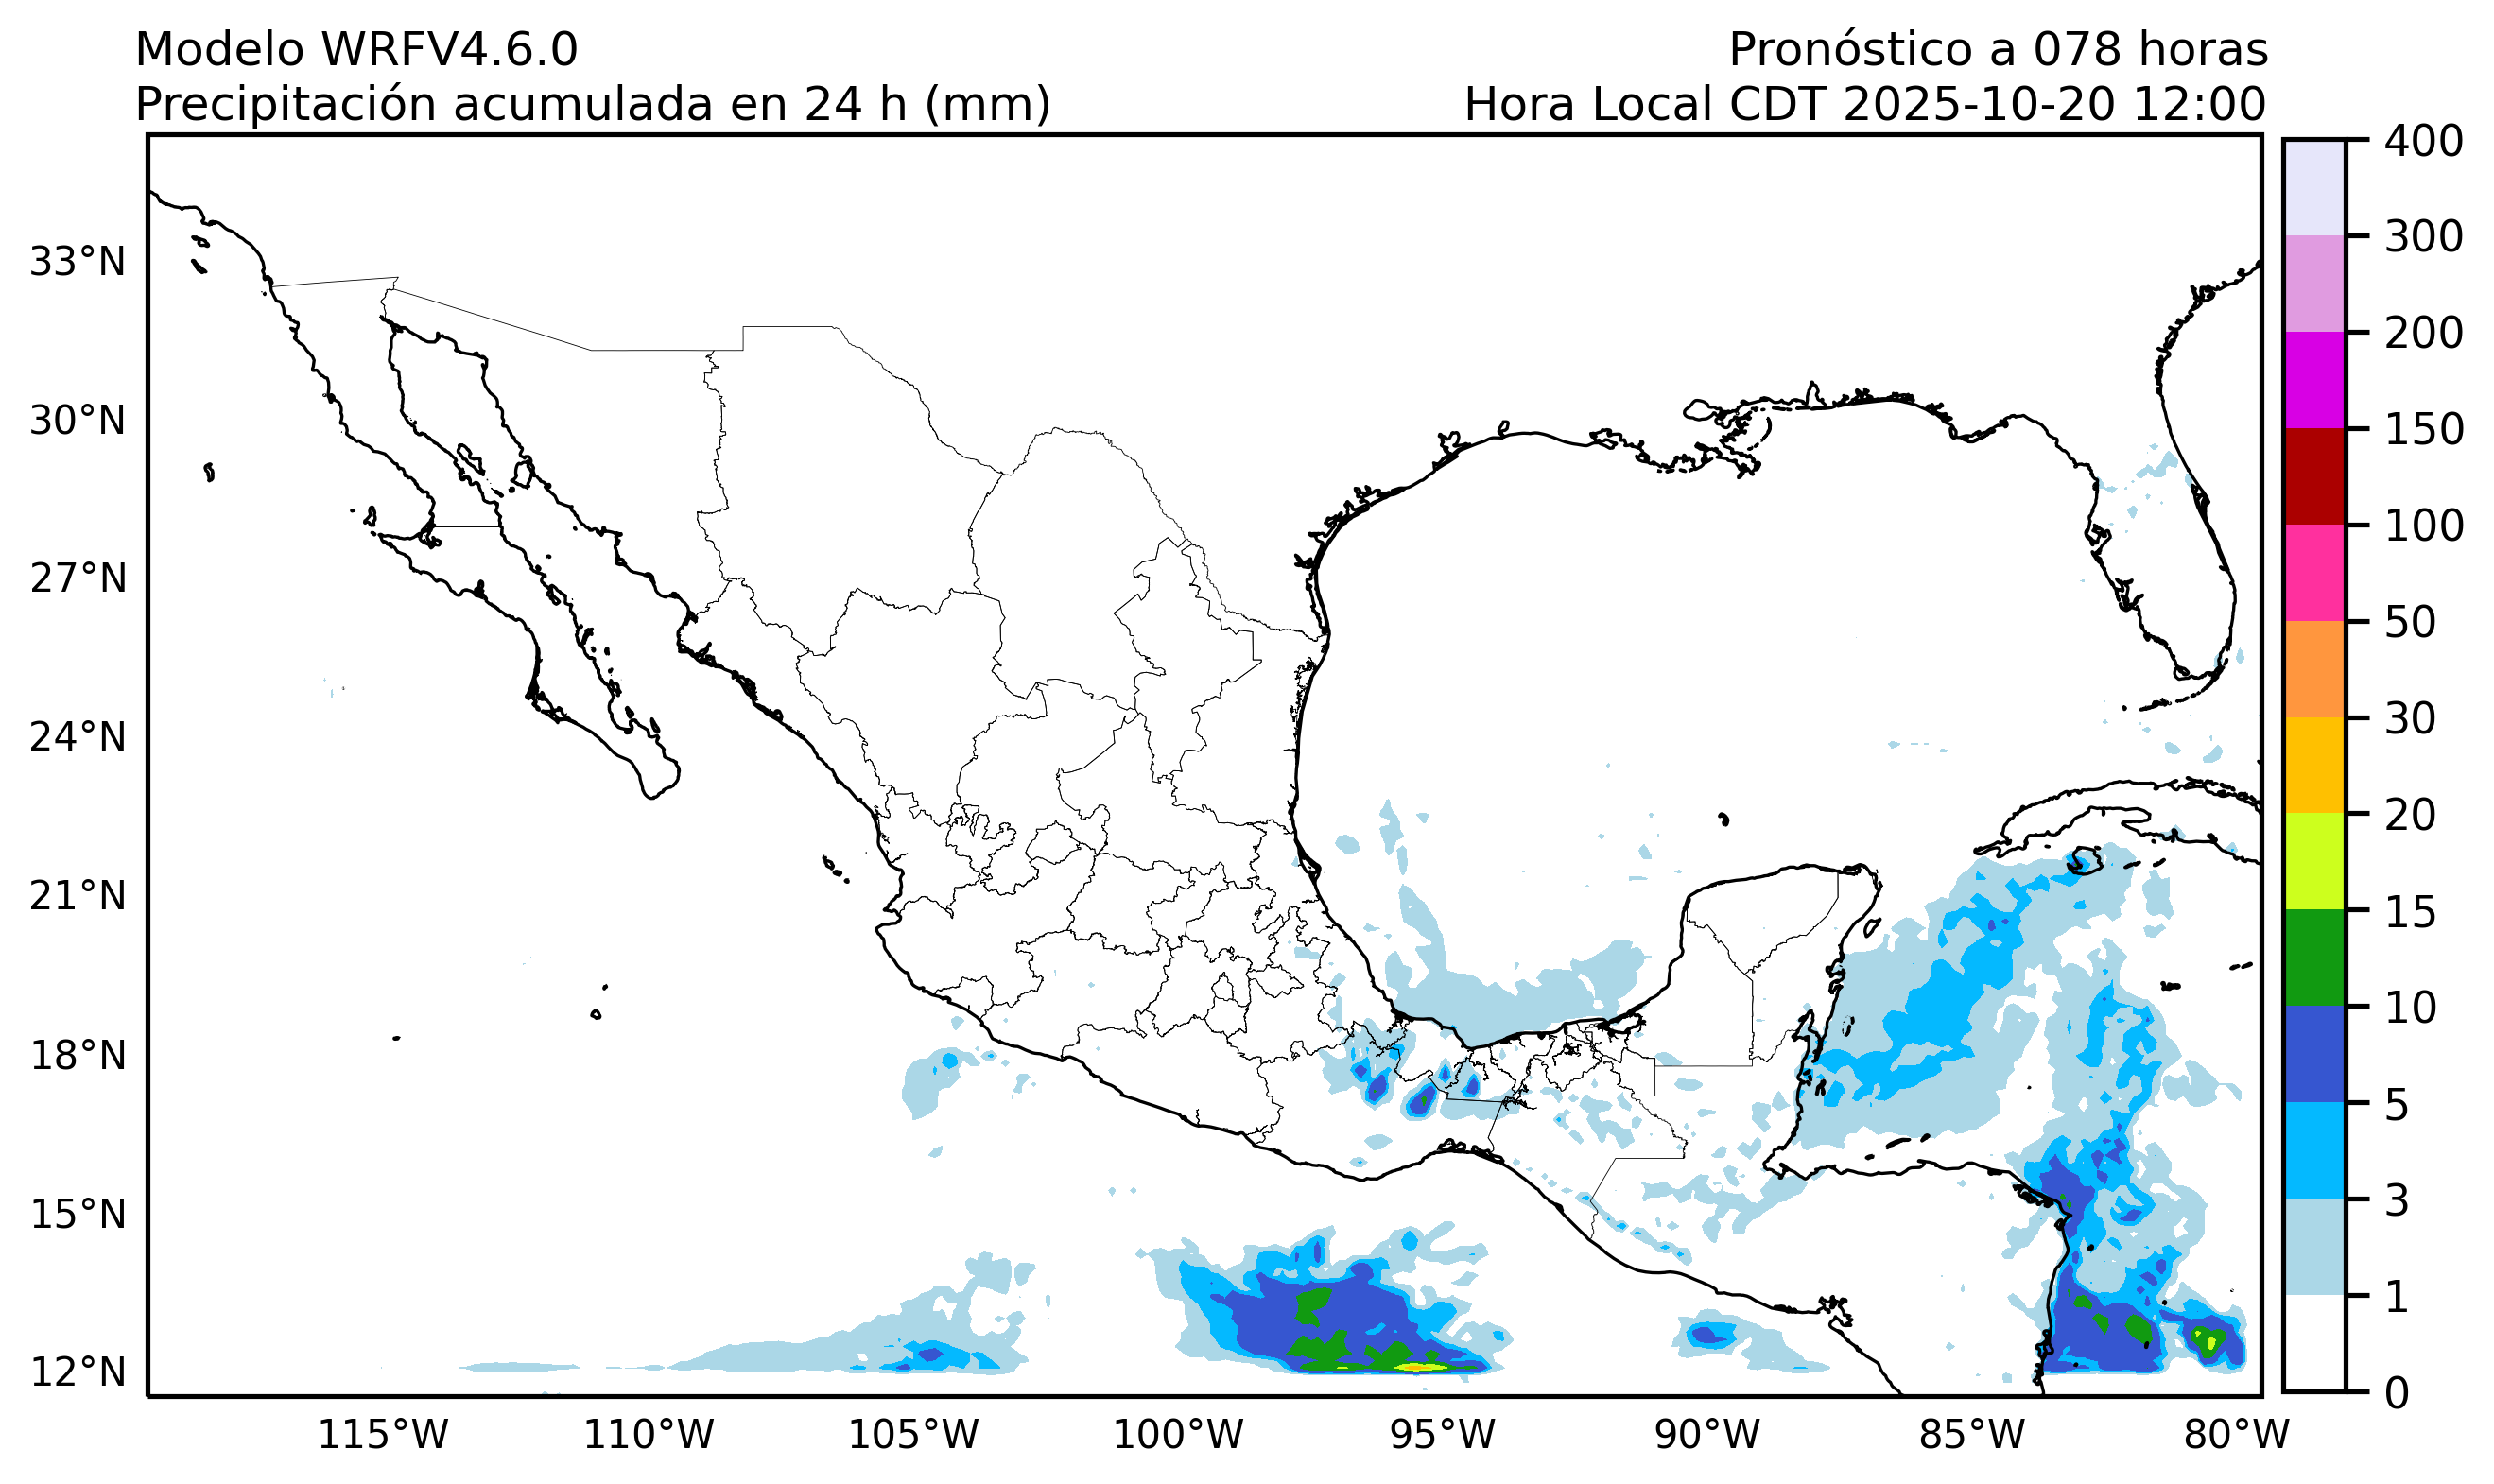 Modelo WRFV4.6.0
Pronóstico a 078 horas
Precipitación acumulada en 24 h (mm)
Hora Local CDT 2025-10-20 12:00
400
300
200
150
100
50
30
20
15
10
5
3
1
0
33°N
30°N
27°N
24°N
21°N
18°N
15°N
12°N
115°W
110°W
105°W
100°W
95°W
90°W
85°W
80°W